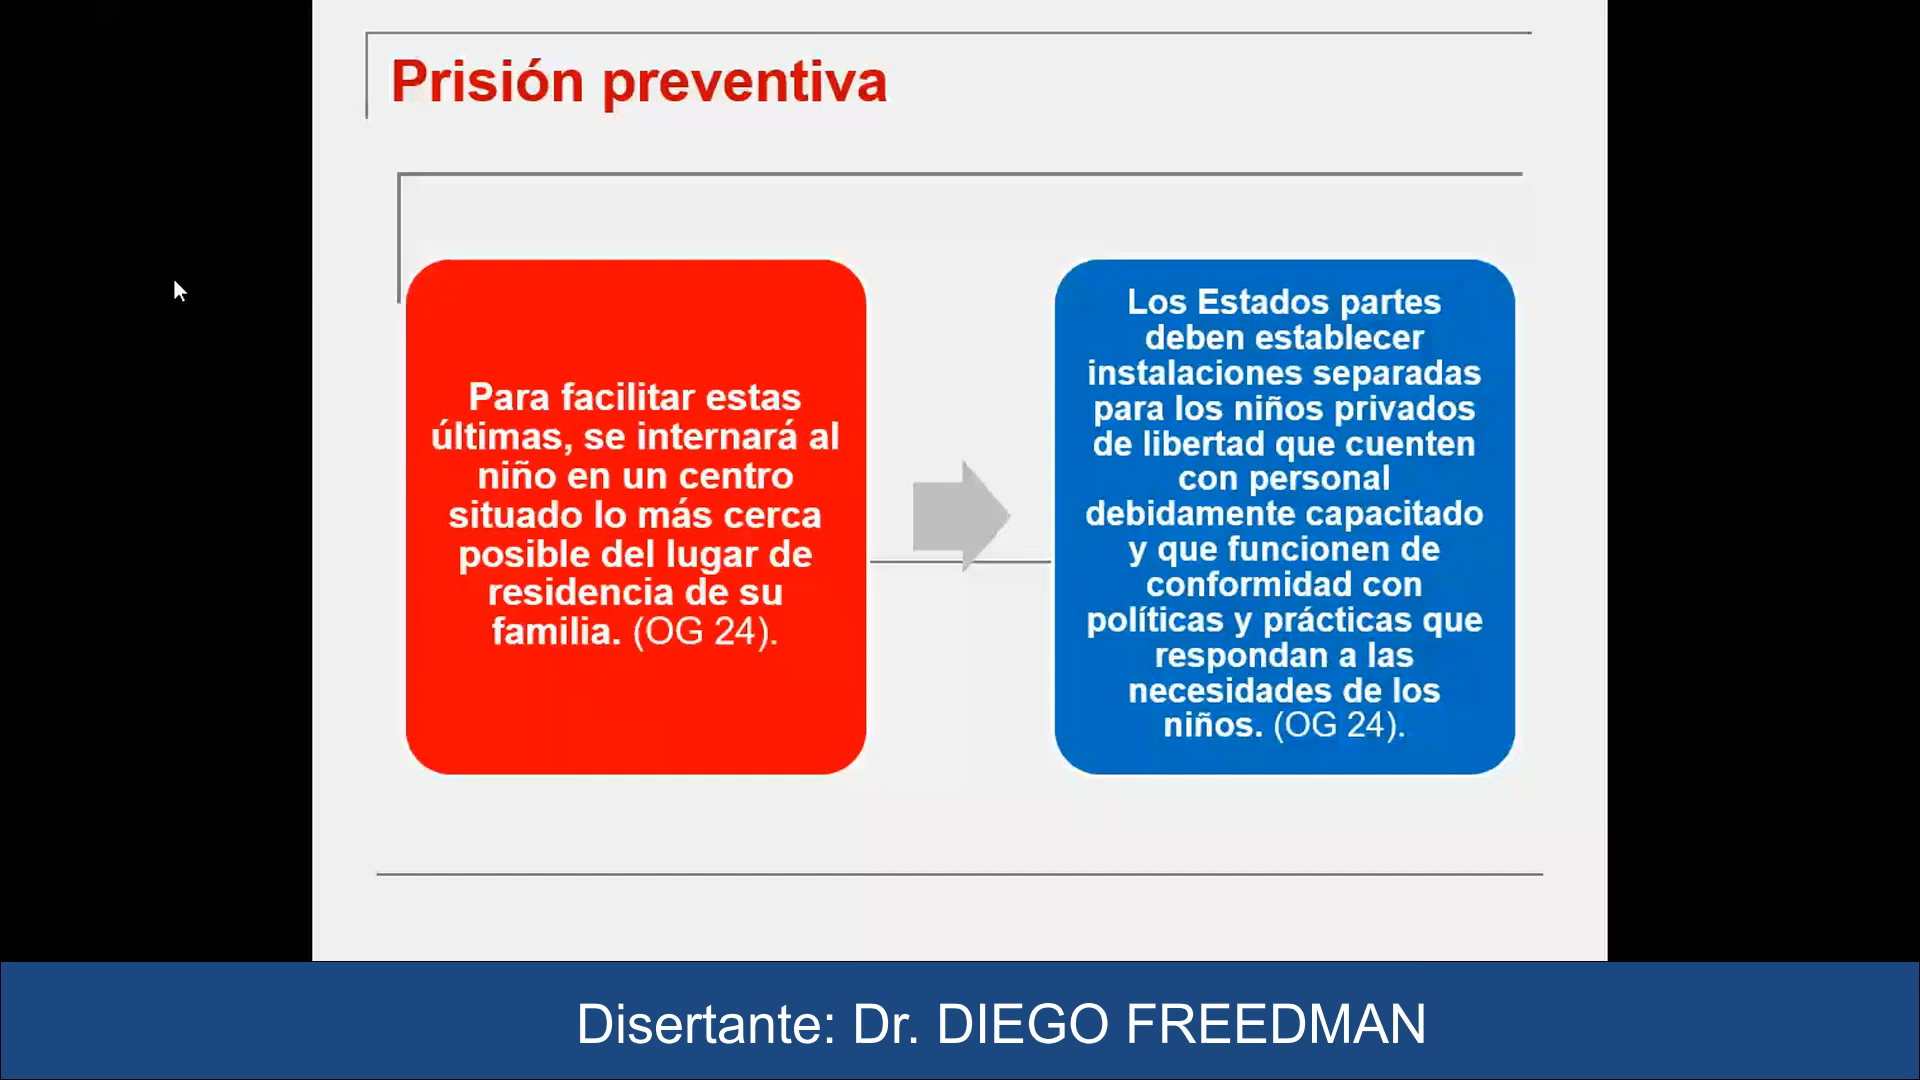 Prisión preventiva
Para facilitar estas
últimas, se internará al
niño en un centro
situado lo más cerca
posible del lugar de
residencia de su
familia. (OG 24).
Los Estados partes
deben establecer
instalaciones separadas
para los niños privados
de libertad que cuenten
con personal
debidamente capacitado
y que funcionen de
conformidad con
políticas y prácticas que
respondan a las
necesidades de los
niños. (OG 24).
Disertante: Dr. DIEGO FREEDMAN